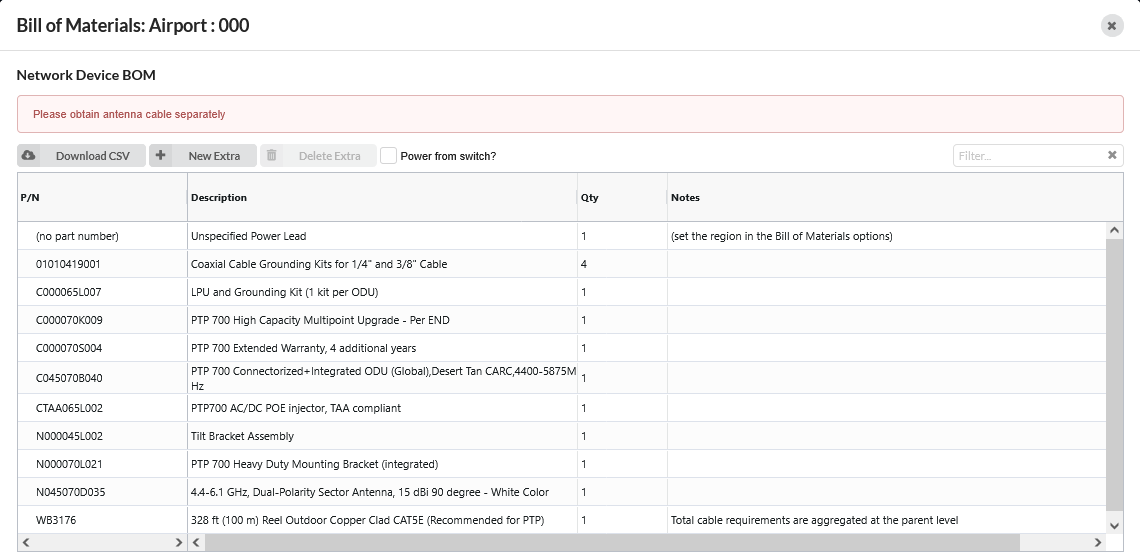 Bill of Materials: Airport : 000
Network Device BOM
Please obtain antenna cable separately
Download CSV New Extra Delete Extra Power from switch? Filter...
P/N Description Qty Notes
(no part number) Unspecified Power Lead 1 (set the region in the Bill of Materials options)
01010419001 Coaxial Cable Grounding Kits for 1/4" and 3/8" Cable 4
C000065L007 LPU and Grounding Kit (1 kit per ODU) 1
C000070K009 PTP 700 High Capacity Multipoint Upgrade - Per END 1
C000070S004 PTP 700 Extended Warranty, 4 additional years 1
C045070B040 PTP 700 Connectorized+Integrated ODU (Global),Desert Tan CARC,4400-5875M 1
Hz
CTAA065L002 PTP700 AC/DC POE injector, TAA compliant 1
N000045L002 Tilt Bracket Assembly 1
N000070L021 PTP 700 Heavy Duty Mounting Bracket (integrated) 1
N045070D035 4.4-6.1 GHz, Dual-Polarity Sector Antenna, 15 dBi 90 degree - White Color 1
WB3176 328 ft (100 m) Reel Outdoor Copper Clad CAT5E (Recommended for PTP) 1 Total cable requirements are aggregated at the parent level